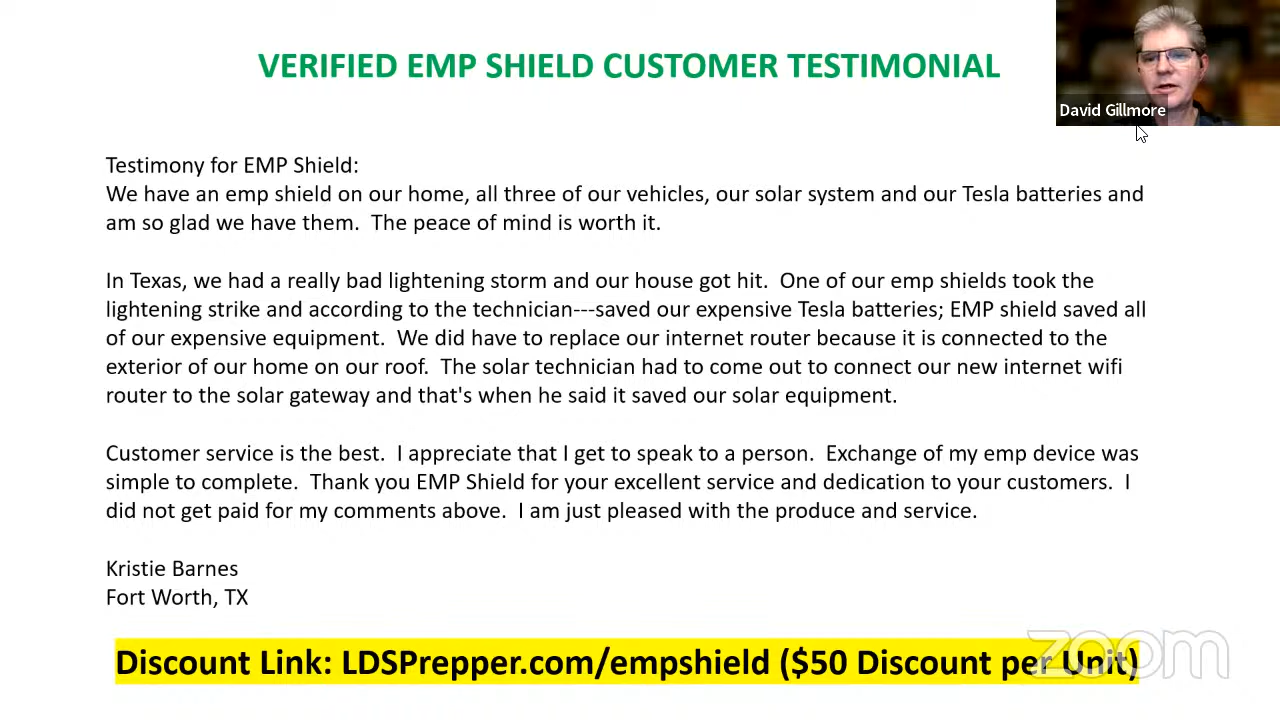 VERIFIED EMP SHIELD CUSTOMER TESTIMONIAL
David Gillmore
Testimony for EMP Shield:
We have an emp shield on our home, all three of our vehicles, our solar system and our Tesla batteries and
am so glad we have them.  The peace of mind is worth it.
In Texas, we had a really bad lightening storm and our house got hit.  One of our emp shields took the
lightening strike and according to the technician---saved our expensive Tesla batteries; EMP shield saved all
of our expensive equipment.  We did have to replace our internet router because it is connected to the
exterior of our home on our roof.  The solar technician had to come out to connect our new internet wifi
router to the solar gateway and that's when he said it saved our solar equipment.
Customer service is the best.  I appreciate that I get to speak to a person.  Exchange of my emp device was
simple to complete.  Thank you EMP Shield for your excellent service and dedication to your customers.  I
did not get paid for my comments above.  I am just pleased with the produce and service.
Kristie Barnes
Fort Worth, TX
Discount Link: LDSPrepper.com/empshield ($50 Discount per Unit)
zoom